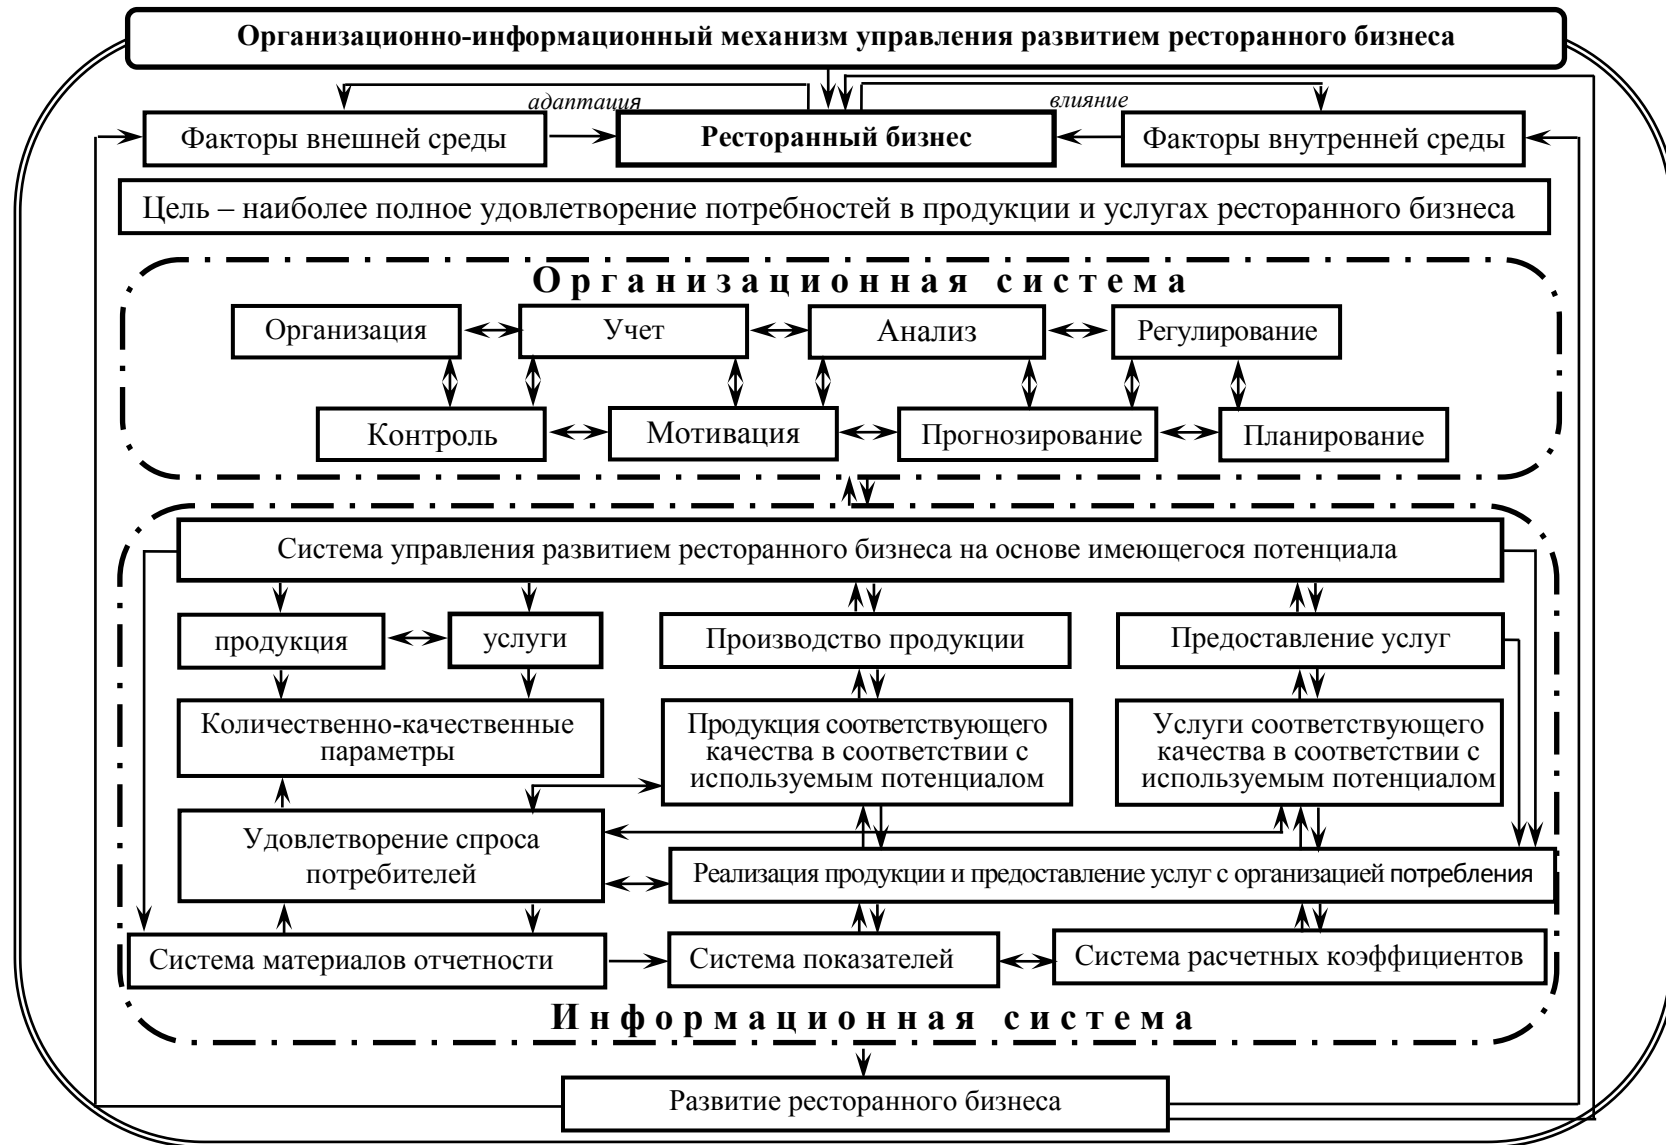 Организационно-информационный механизм управления развитием ресторанного бизнеса
адаптация
влияние
Факторы внешней среды
Ресторанный бизнес
Факторы внутренней среды
Цель – наиболее полное удовлетворение потребностей в продукции и услугах ресторанного бизнеса
Организационная система
Организация
Учет
Анализ
Регулирование
Контроль
Мотивация
Прогнозирование
Планирование
Система управления развитием ресторанного бизнеса на основе имеющегося потенциала
продукция
услуги
Производство продукции
Предоставление услуг
Количественно-качественные
параметры
Продукция соответствующего
качества в соответствии с
используемым потенциалом
Услуги соответствующего
качества в соответствии с
используемым потенциалом
Удовлетворение спроса
потребителей
Реализация продукции и предоставление услуг с организацией потребления
Система материалов отчетности
Система показателей
Система расчетных коэффициентов
Информационная система
Развитие ресторанного бизнеса